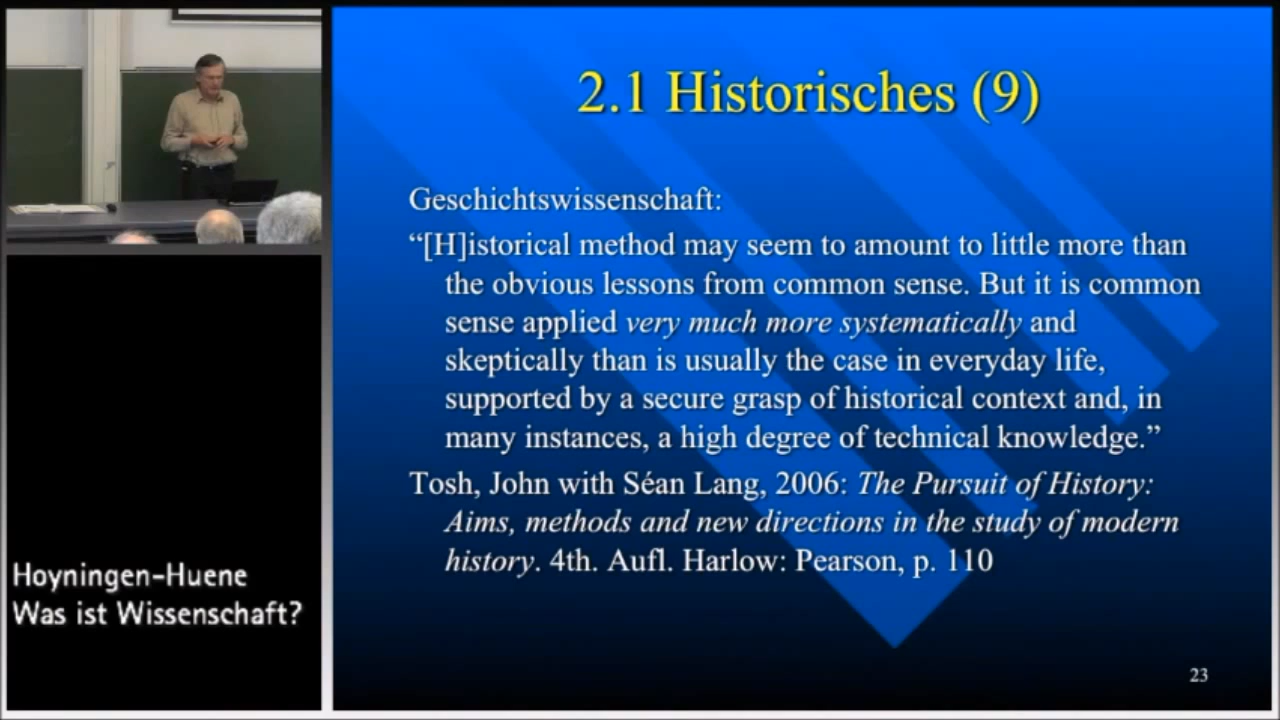 2.1 Historisches (9)
Geschichtswissenschaft:
“[H]istorical method may seem to amount to little more than
the obvious lessons from common sense. But it is common
sense applied very much more systematically and
skeptically than is usually the case in everyday life,
supported by a secure grasp of historical context and, in
many instances, a high degree of technical knowledge.”
Tosh, John with Séan Lang, 2006: The Pursuit of History:
Aims, methods and new directions in the study of modern
history. 4th. Aufl. Harlow: Pearson, p. 110
23
Hoyningen-Huene
Was ist Wissenschaft?